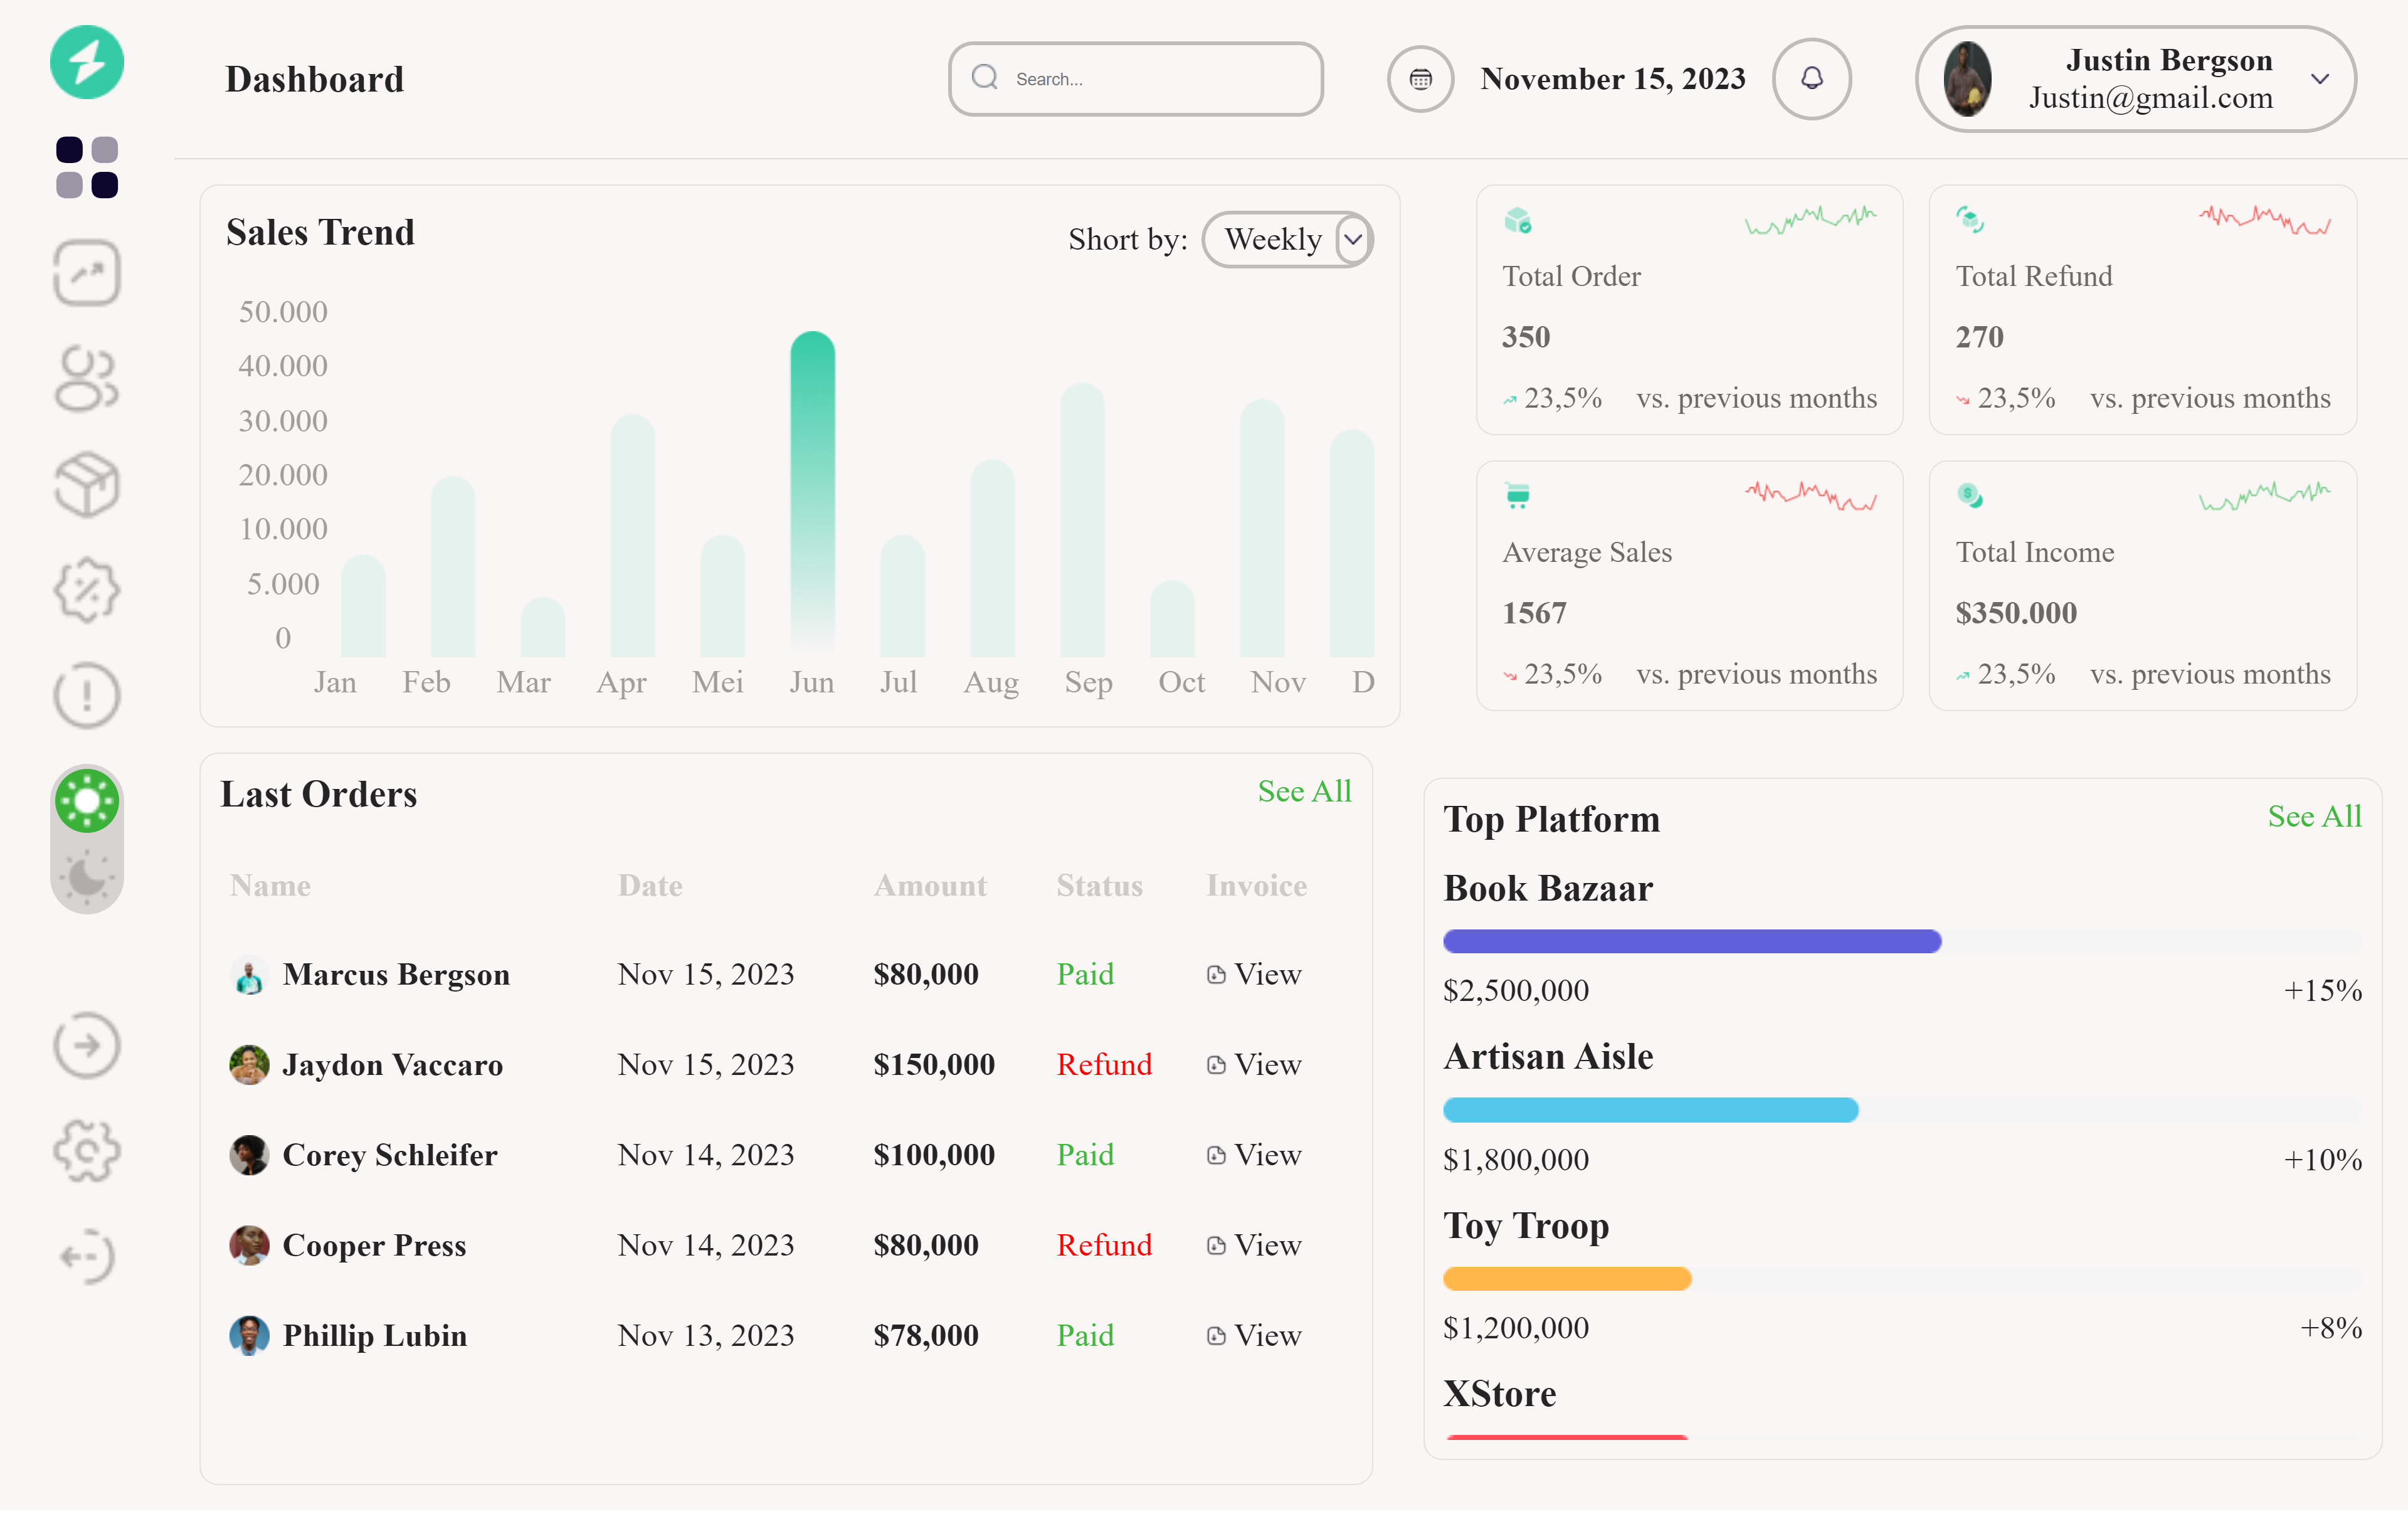 Dashboard
Search...
November 15, 2023
Justin Bergson
Justin@gmail.com
Sales Trend
Short by:
Weekly
50.000
40.000
30.000
20.000
10.000
5.000
0
Jan Feb Mar Apr Mei Jun Jul Aug Sep Oct Nov D
Total Order
350
23,5% vs. previous months
Total Refund
270
23,5% vs. previous months
Average Sales
1567
23,5% vs. previous months
Total Income
$350.000
23,5% vs. previous months
Last Orders
See All
Name Date Amount Status Invoice
Marcus Bergson Nov 15, 2023 $80,000 Paid View
Jaydon Vaccaro Nov 15, 2023 $150,000 Refund View
Corey Schleifer Nov 14, 2023 $100,000 Paid View
Cooper Press Nov 14, 2023 $80,000 Refund View
Phillip Lubin Nov 13, 2023 $78,000 Paid View
Top Platform
See All
Book Bazaar
$2,500,000 +15%
Artisan Aisle
$1,800,000 +10%
Toy Troop
$1,200,000 +8%
XStore